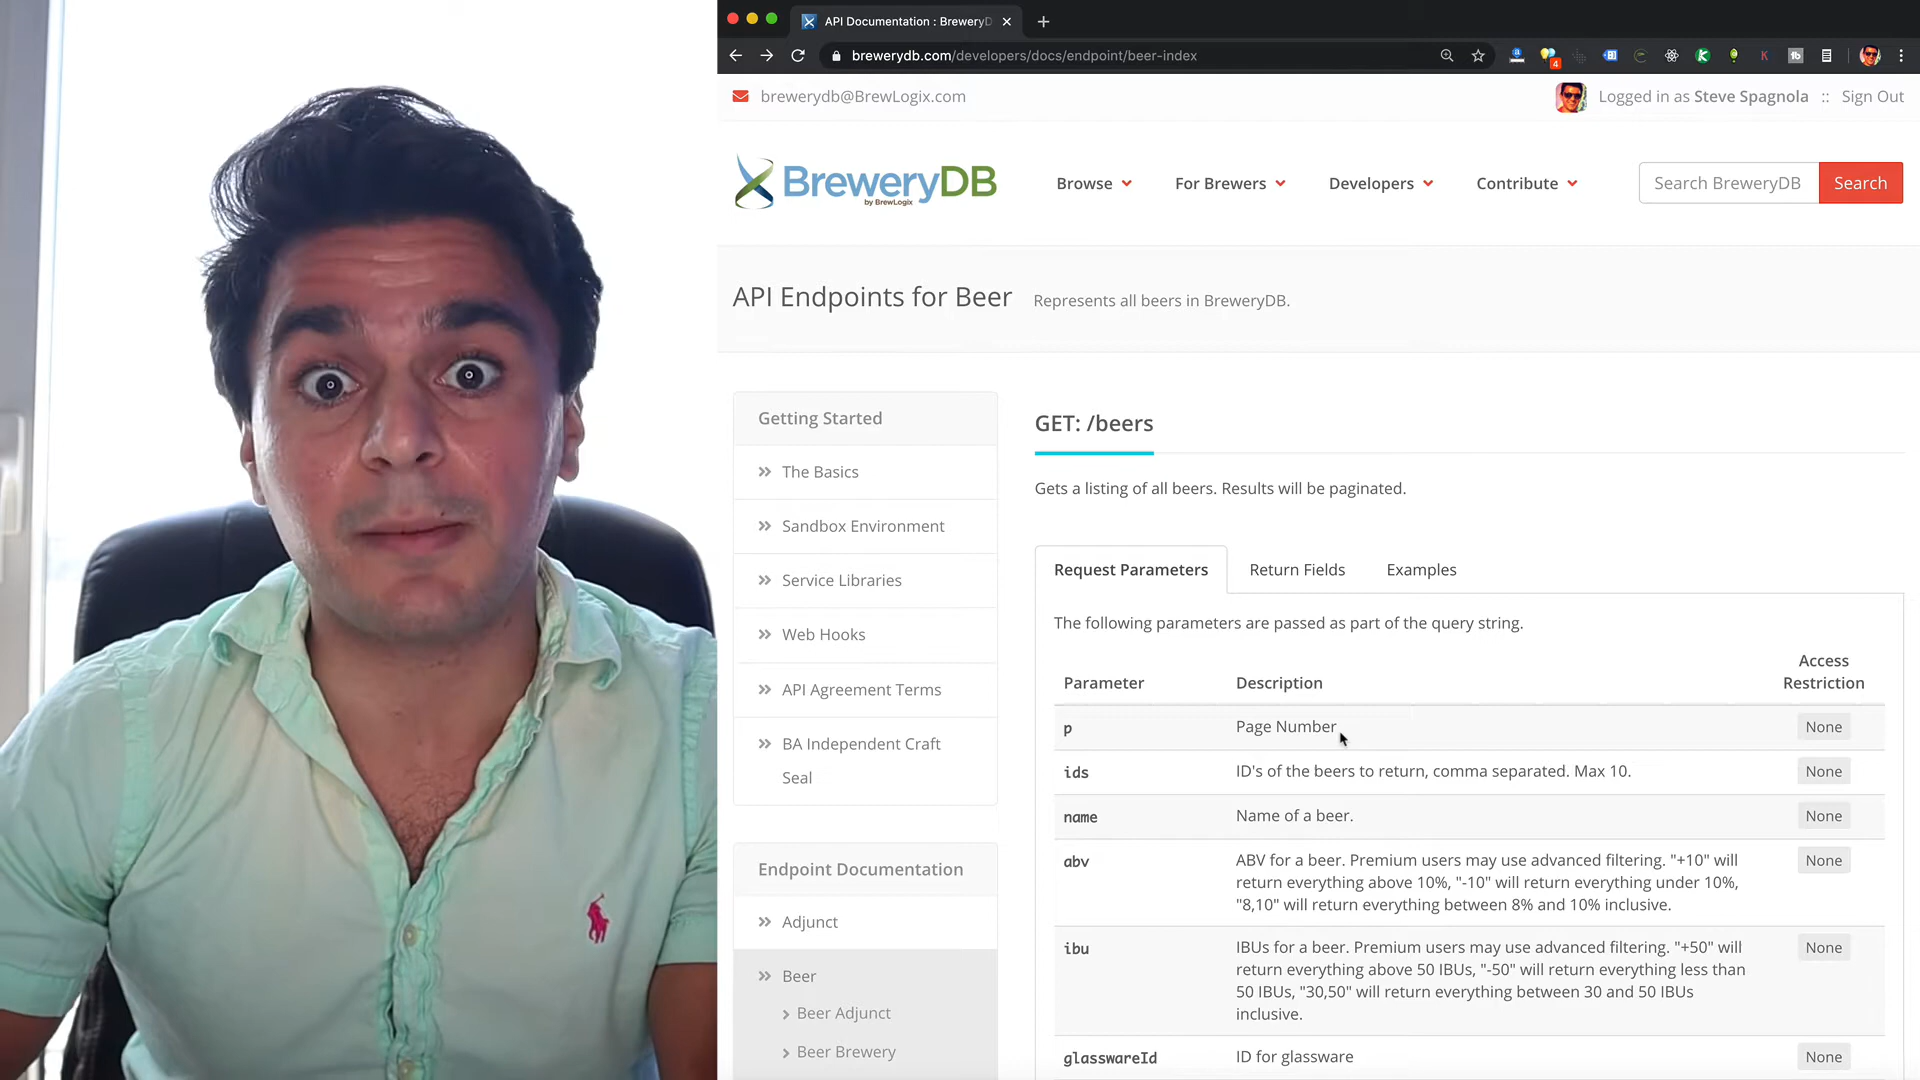 API Documentation : BreweryD
brewerydb.com/developers/docs/endpoint/beer-index
4
brewerydb@BrewLogix.com
Logged in as Steve Spagnola :: Sign Out
BreweryDB
by BrewLogix
Browse
For Brewers
Developers
Contribute
Search BreweryDB
Search
API Endpoints for Beer
Represents all beers in BreweryDB.
Getting Started
The Basics
Sandbox Environment
Service Libraries
Web Hooks
API Agreement Terms
BA Independent Craft
Seal
Endpoint Documentation
Adjunct
Beer
Beer Adjunct
Beer Brewery
GET: /beers
Gets a listing of all beers. Results will be paginated.
Request Parameters
Return Fields
Examples
The following parameters are passed as part of the query string.
Parameter
Description
Access
Restriction
p
Page Number
None
ids
ID's of the beers to return, comma separated. Max 10.
None
name
Name of a beer.
None
abv
ABV for a beer. Premium users may use advanced filtering. "+10" will
return everything above 10%, "-10" will return everything under 10%,
"8,10" will return everything between 8% and 10% inclusive.
None
ibu
IBUs for a beer. Premium users may use advanced filtering. "+50" will
return everything above 50 IBUs, "-50" will return everything less than
50 IBUs, "30,50" will return everything between 30 and 50 IBUs
inclusive.
None
glasswareId
ID for glassware
None